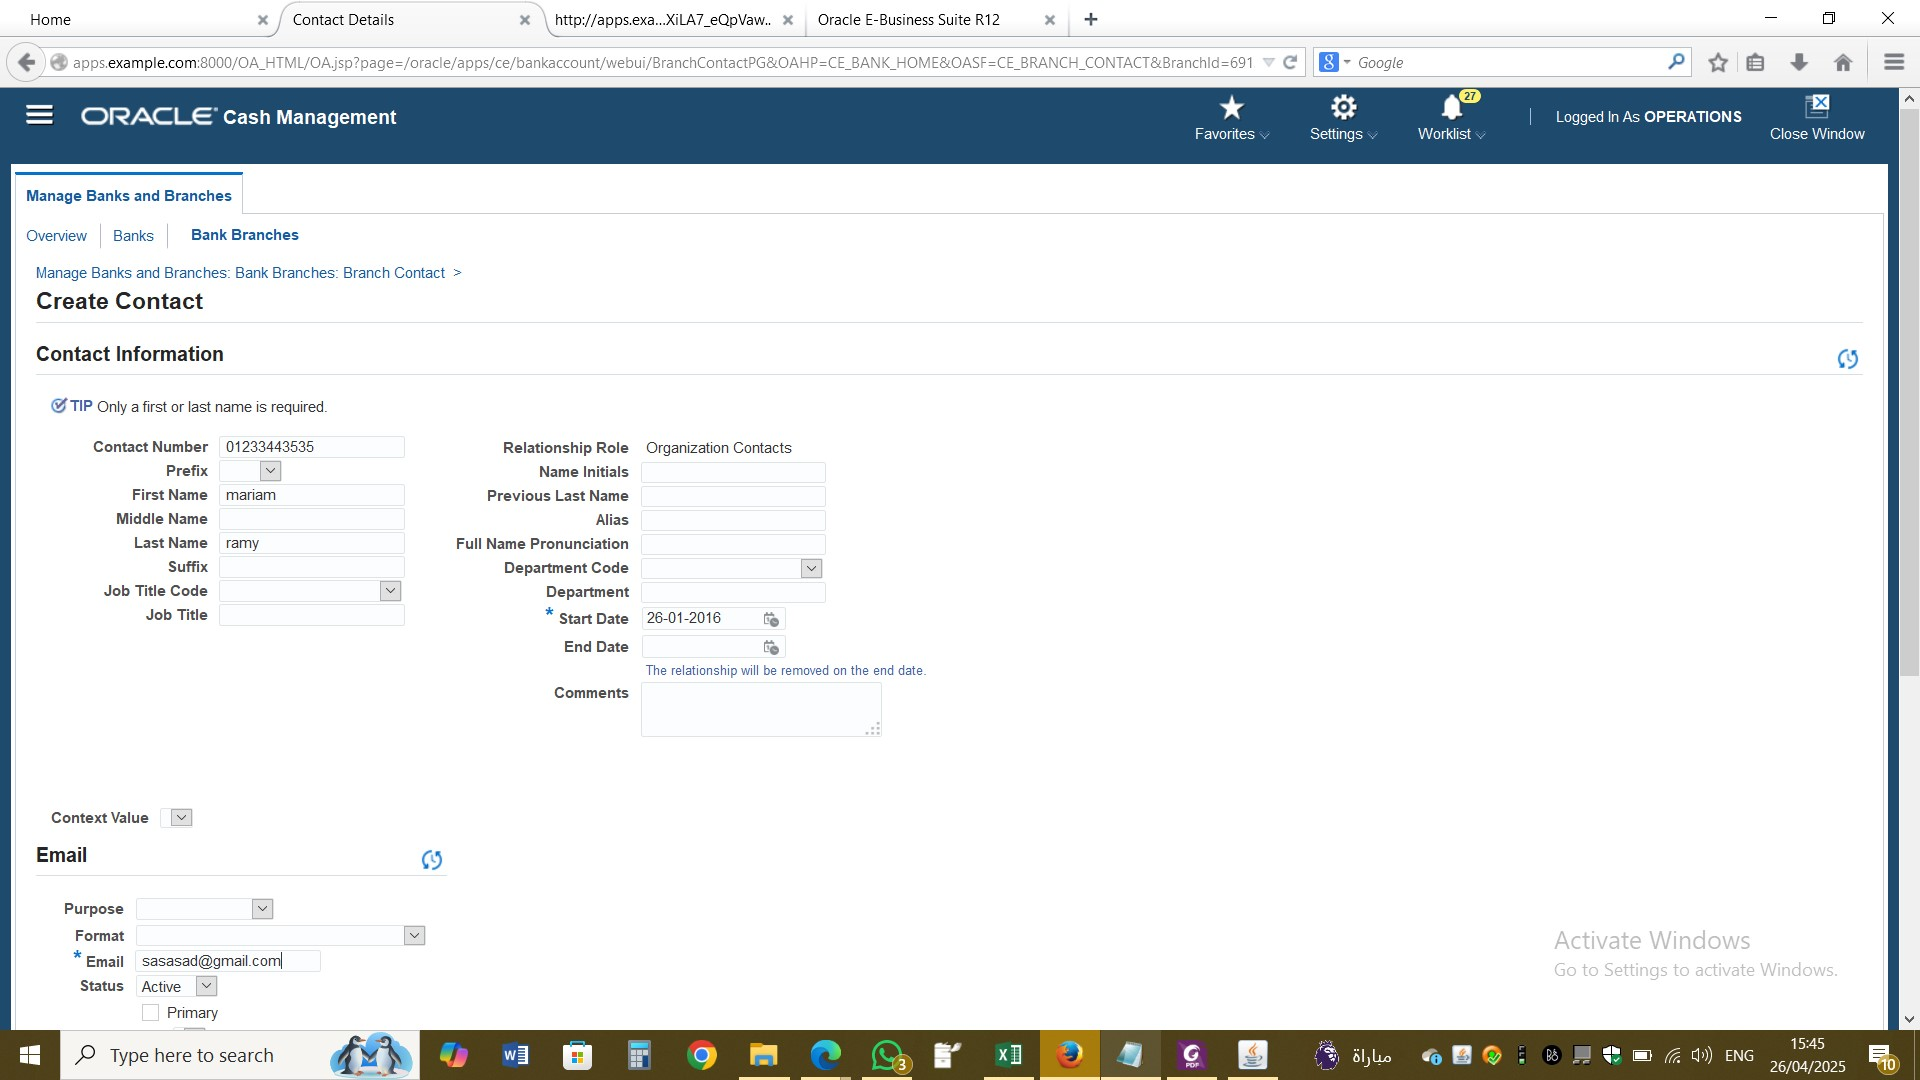 Home
Contact Details
http://apps.exa...XiLA7_eQpVaw..
Oracle E-Business Suite R12
apps.example.com:8000/OA_HTML/OA.jsp?page=/oracle/apps/ce/bankaccount/webui/BranchContactPG&OAHP=CE_BANK_HOME&OASF=CE_BRANCH_CONTACT&BranchId=691
Google
ORACLE Cash Management
Favorites
Settings
27
Worklist
Logged In As OPERATIONS
Close Window
Manage Banks and Branches
Overview
Banks
Bank Branches
Manage Banks and Branches: Bank Branches: Branch Contact >
Create Contact
Contact Information
TIP Only a first or last name is required.
Contact Number 01233443535
Prefix
First Name mariam
Middle Name
Last Name ramy
Suffix
Job Title Code
Job Title
Relationship Role Organization Contacts
Name Initials
Previous Last Name
Alias
Full Name Pronunciation
Department Code
Department
* Start Date 26-01-2016
End Date
The relationship will be removed on the end date.
Comments
Context Value
Email
Purpose
Format
* Email sasasad@gmail.com
Status Active
Primary
Activate Windows
Go to Settings to activate Windows.
Type here to search
3
مباراة
ENG
15:45
26/04/2025
10